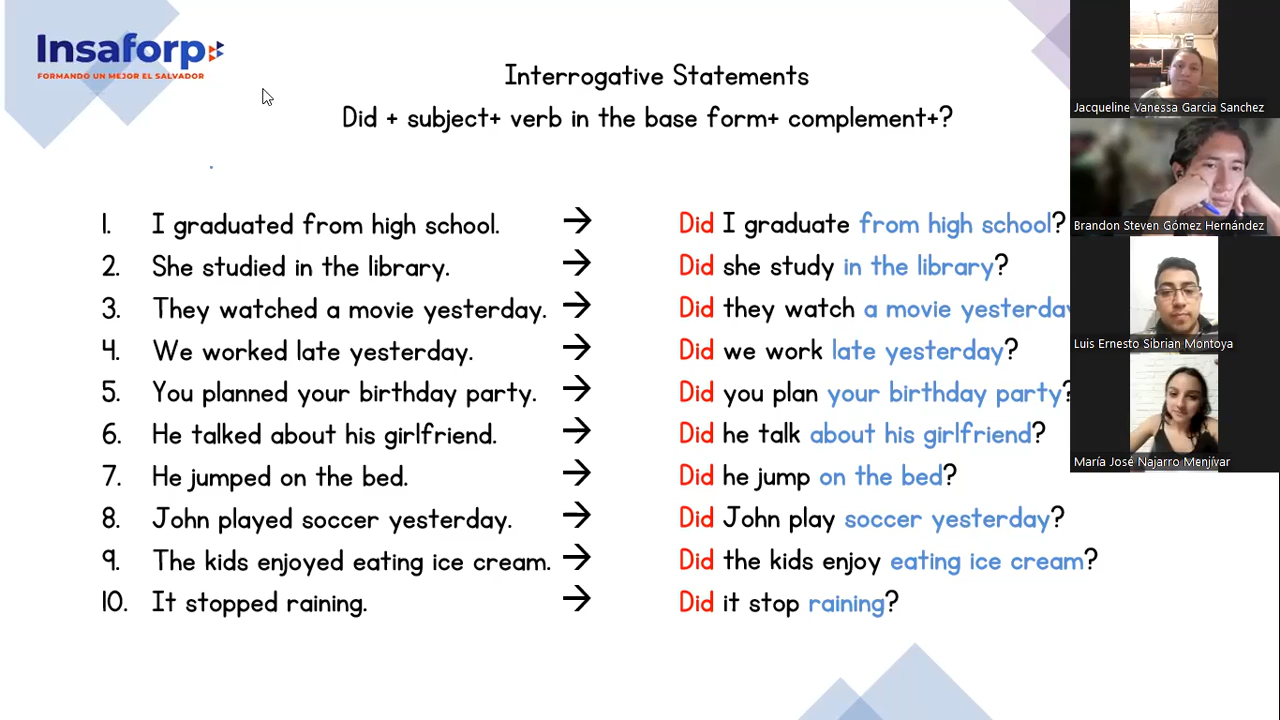 Insaforp
FORMANDO UN MEJOR EL SALVADOR
Interrogative Statements
Did + subject+ verb in the base form+ complement+?
1. I graduated from high school. → Did I graduate from high school?
2. She studied in the library. → Did she study in the library?
3. They watched a movie yesterday. → Did they watch a movie yesterday
4. We worked late yesterday. → Did we work late yesterday?
5. You planned your birthday party. → Did you plan your birthday party?
6. He talked about his girlfriend. → Did he talk about his girlfriend?
7. He jumped on the bed. → Did he jump on the bed?
8. John played soccer yesterday. → Did John play soccer yesterday?
9. The kids enjoyed eating ice cream. → Did the kids enjoy eating ice cream?
10. It stopped raining. → Did it stop raining?
Jacqueline Vanessa Garcia Sanchez
Brandon Steven Gómez Hernández
Luis Ernesto Sibrian Montoya
María José Najarro Menjívar